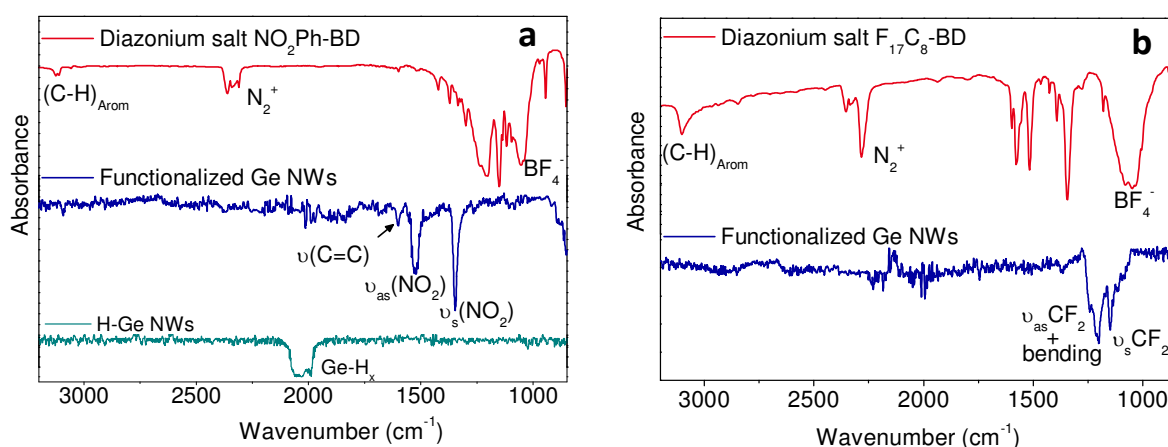 a
Diazonium salt NO₂Ph-BD
(C-H)Arom
N₂⁺
BF₄⁻
Functionalized Ge NWs
υ(C=C)
υas(NO₂)
υs(NO₂)
H-Ge NWs
Ge-Hx
Absorbance
3000 2500 2000 1500 1000
Wavenumber (cm⁻¹)
b
Diazonium salt F₁₇C₈-BD
(C-H)Arom
N₂⁺
BF₄⁻
Functionalized Ge NWs
υasCF₂
+
bending
υsCF₂
Absorbance
3000 2500 2000 1500 1000
Wavenumber (cm⁻¹)